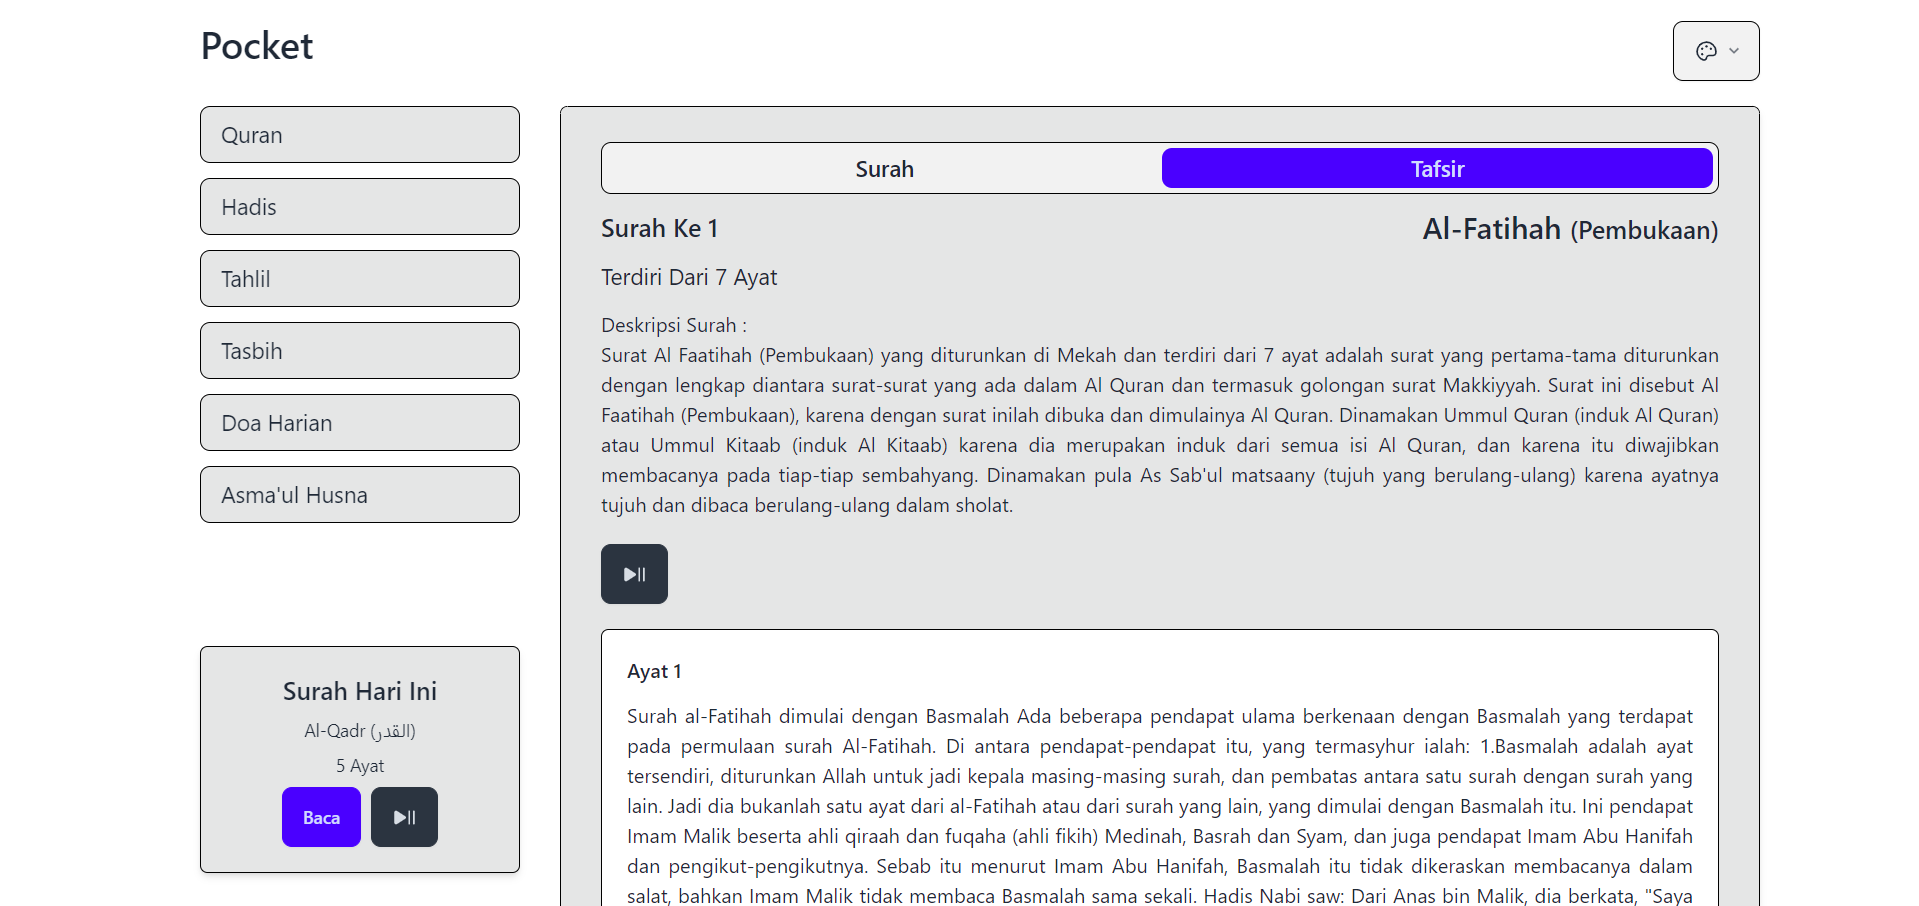 Pocket
Quran
Hadis
Tahlil
Tasbih
Doa Harian
Asma'ul Husna
Surah Hari Ini
Al-Qadr (القدر)
5 Ayat
Baca
Surah
Tafsir
Surah Ke 1
Al-Fatihah (Pembukaan)
Terdiri Dari 7 Ayat
Deskripsi Surah :
Surat Al Faatihah (Pembukaan) yang diturunkan di Mekah dan terdiri dari 7 ayat adalah surat yang pertama-tama diturunkan
dengan lengkap diantara surat-surat yang ada dalam Al Quran dan termasuk golongan surat Makkiyyah. Surat ini disebut Al
Faatihah (Pembukaan), karena dengan surat inilah dibuka dan dimulainya Al Quran. Dinamakan Ummul Quran (induk Al Quran)
atau Ummul Kitaab (induk Al Kitaab) karena dia merupakan induk dari semua isi Al Quran, dan karena itu diwajibkan
membacanya pada tiap-tiap sembahyang. Dinamakan pula As Sab'ul matsaany (tujuh yang berulang-ulang) karena ayatnya
tujuh dan dibaca berulang-ulang dalam sholat.
Ayat 1
Surah al-Fatihah dimulai dengan Basmalah Ada beberapa pendapat ulama berkenaan dengan Basmalah yang terdapat
pada permulaan surah Al-Fatihah. Di antara pendapat-pendapat itu, yang termasyhur ialah: 1.Basmalah adalah ayat
tersendiri, diturunkan Allah untuk jadi kepala masing-masing surah, dan pembatas antara satu surah dengan surah yang
lain. Jadi dia bukanlah satu ayat dari al-Fatihah atau dari surah yang lain, yang dimulai dengan Basmalah itu. Ini pendapat
Imam Malik beserta ahli qiraah dan fuqaha (ahli fikih) Medinah, Basrah dan Syam, dan juga pendapat Imam Abu Hanifah
dan pengikut-pengikutnya. Sebab itu menurut Imam Abu Hanifah, Basmalah itu tidak dikeraskan membacanya dalam
salat, bahkan Imam Malik tidak membaca Basmalah sama sekali. Hadis Nabi saw: Dari Anas bin Malik, dia berkata, "Saya